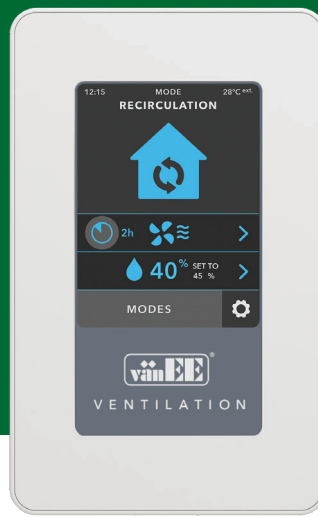 12:15 MODE 28°C ext.
RECIRCULATION
2h
40% SET TO
45 %
MODES
vänEE®
VENTILATION